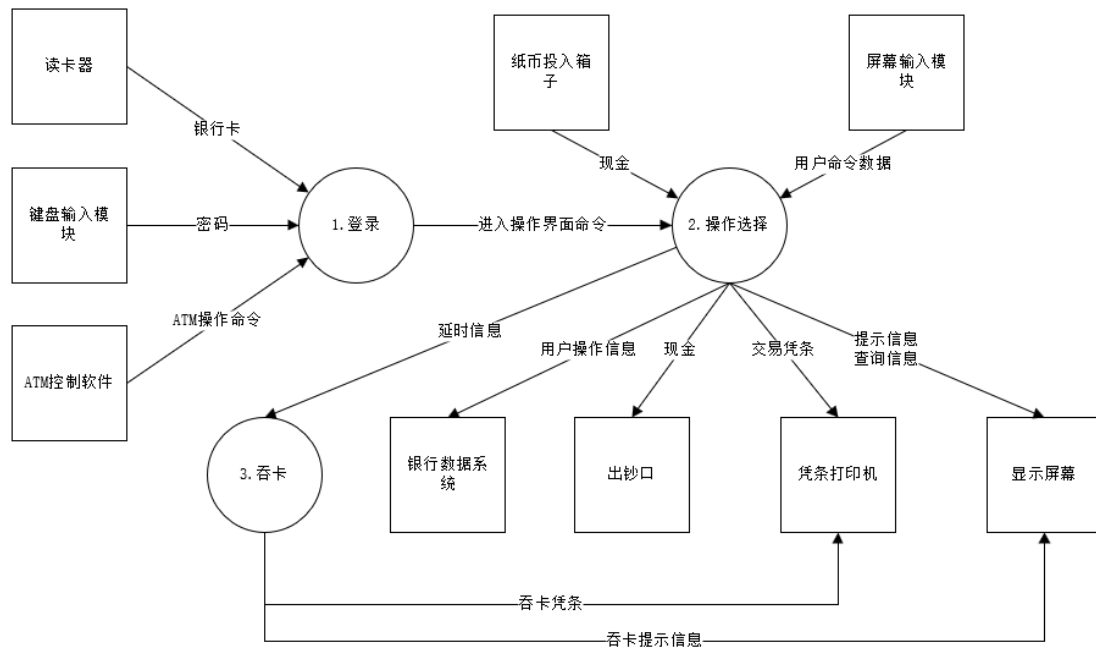 读卡器
纸币投入箱
子
屏幕输入模
块
银行卡
现金
用户命令数据
键盘输入模
块
密码
1.登录
进入操作界面命令
2.操作选择
ATM操作命令
延时信息
用户操作信息
现金
交易凭条
提示信息
查询信息
ATM控制软件
3.吞卡
银行数据系
统
出钞口
凭条打印机
显示屏幕
吞卡凭条
吞卡提示信息